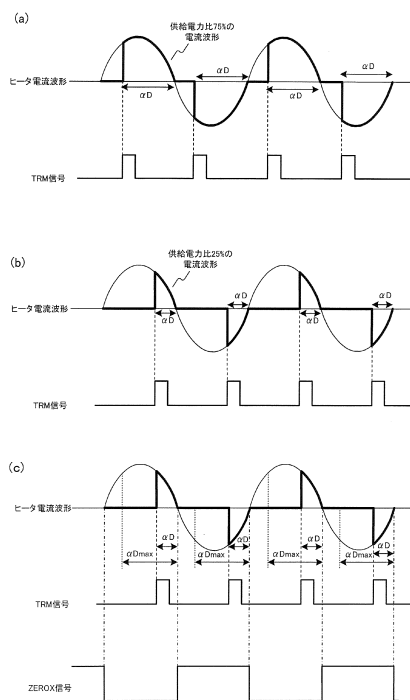 (a)
供給電力比75%の
電流波形
ヒータ電流波形
αD
αD
αD
αD
TRM信号
(b)
供給電力比25%の
電流波形
ヒータ電流波形
αD
αD
αD
αD
TRM信号
(c)
ヒータ電流波形
αD
αD
αD
αD
αDmax
αDmax
αDmax
αDmax
TRM信号
ZEROX信号